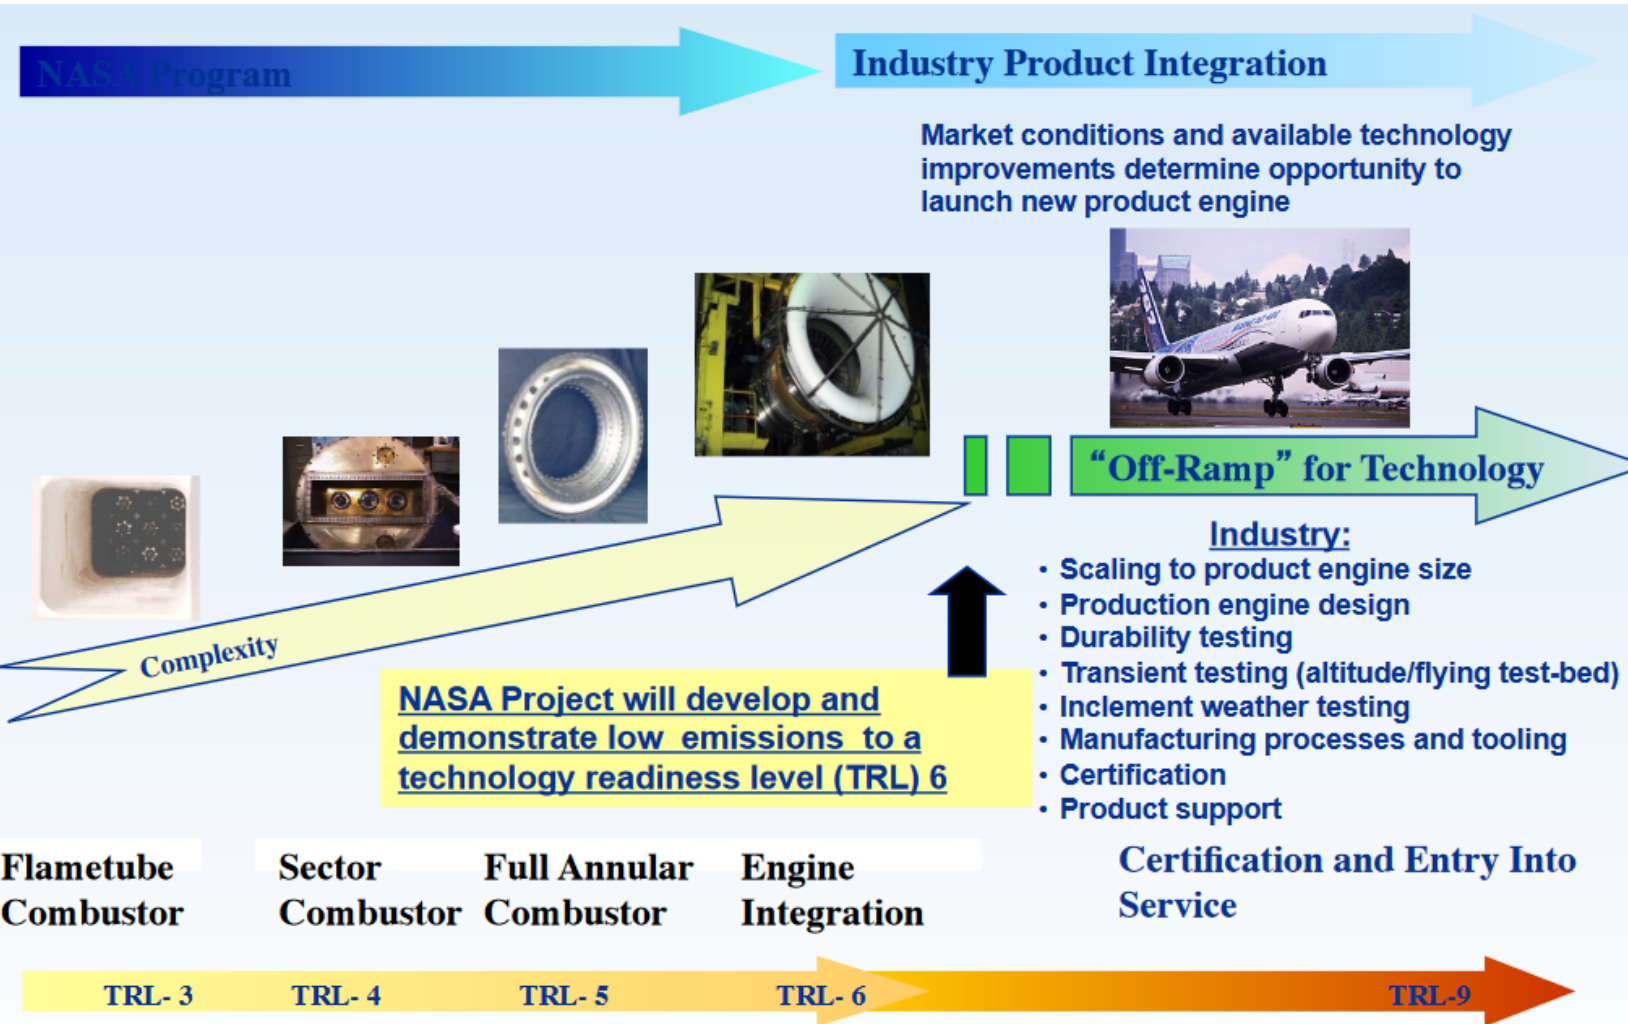 NASA Program
Industry Product Integration
Market conditions and available technology
improvements determine opportunity to
launch new product engine
“Off-Ramp” for Technology
Complexity
NASA Project will develop and
demonstrate low emissions to a
technology readiness level (TRL) 6
Industry:
• Scaling to product engine size
• Production engine design
• Durability testing
• Transient testing (altitude/flying test-bed)
• Inclement weather testing
• Manufacturing processes and tooling
• Certification
• Product support
Flametube
Combustor
Sector
Combustor
Full Annular
Combustor
Engine
Integration
Certification and Entry Into
Service
TRL- 3
TRL- 4
TRL- 5
TRL- 6
TRL-9